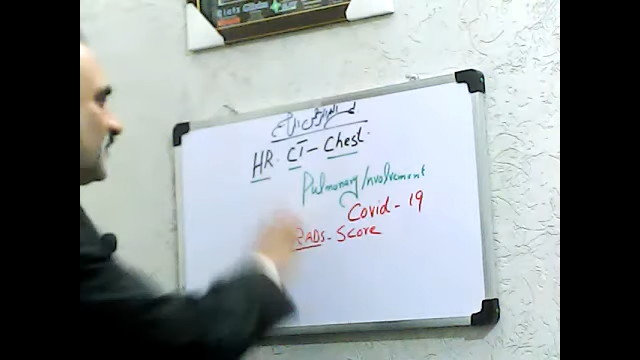 HR. CT - Chest.
Pulmonary Involvement
Covid - 19
RADs - Score